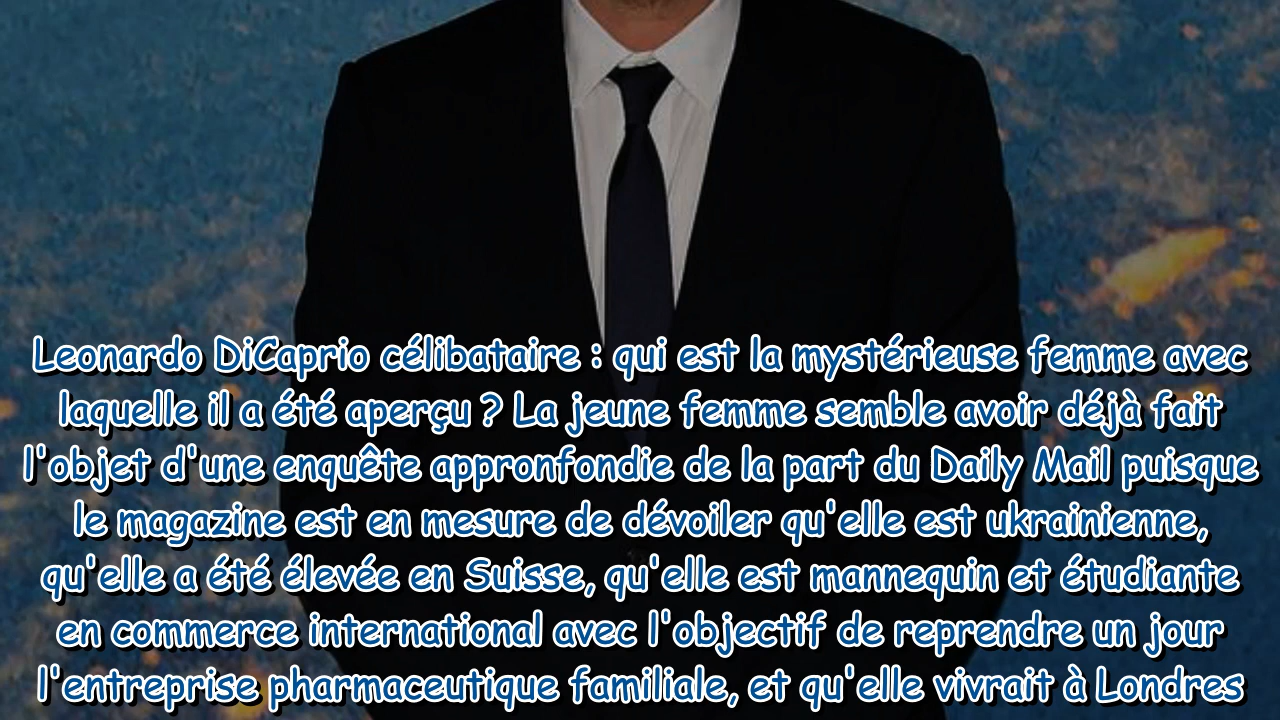 Leonardo DiCaprio célibataire : qui est la mystérieuse femme avec
laquelle il a été aperçu ? La jeune femme semble avoir déjà fait
l'objet d'une enquête appronfondie de la part du Daily Mail puisque
le magazine est en mesure de dévoiler qu'elle est ukrainienne,
qu'elle a été élevée en Suisse, qu'elle est mannequin et étudiante
en commerce international avec l'objectif de reprendre un jour
l'entreprise pharmaceutique familiale, et qu'elle vivrait à Londres